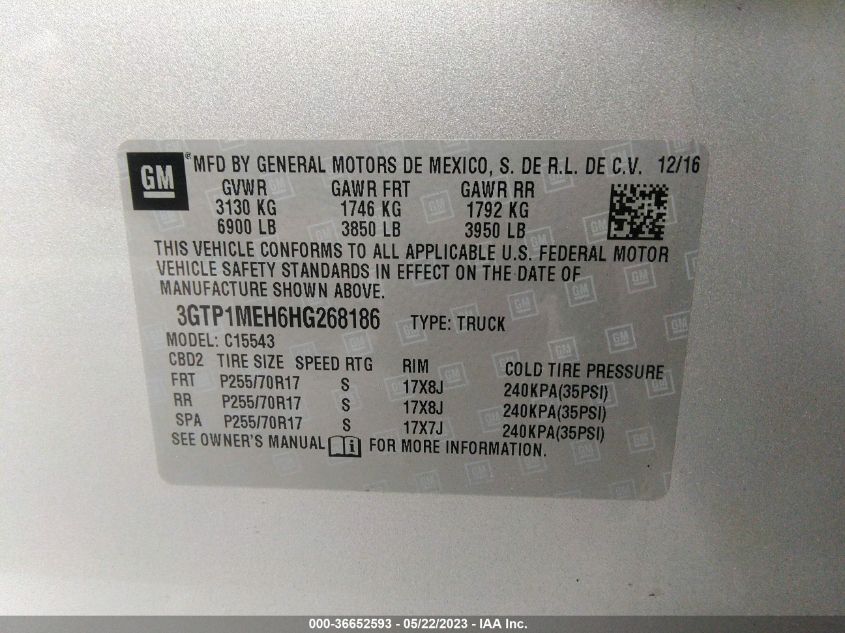 GM ® MFD BY GENERAL MOTORS DE MEXICO, S. DE R.L. DE C.V. 12/16
GVWR GAWR FRT GAWR RR
3130 KG 1746 KG 1792 KG
6900 LB 3850 LB 3950 LB
THIS VEHICLE CONFORMS TO ALL APPLICABLE U.S. FEDERAL MOTOR
VEHICLE SAFETY STANDARDS IN EFFECT ON THE DATE OF
MANUFACTURE SHOWN ABOVE.
3GTP1MEH6HG268186 TYPE: TRUCK
MODEL: C15543
CBD2 TIRE SIZE SPEED RTG RIM COLD TIRE PRESSURE
FRT P255/70R17 S 17X8J 240KPA(35PSI)
RR P255/70R17 S 17X8J 240KPA(35PSI)
SPA P255/70R17 S 17X7J 240KPA(35PSI)
SEE OWNER'S MANUAL FOR MORE INFORMATION.
000-36652593 - 05/22/2023 - IAA Inc.